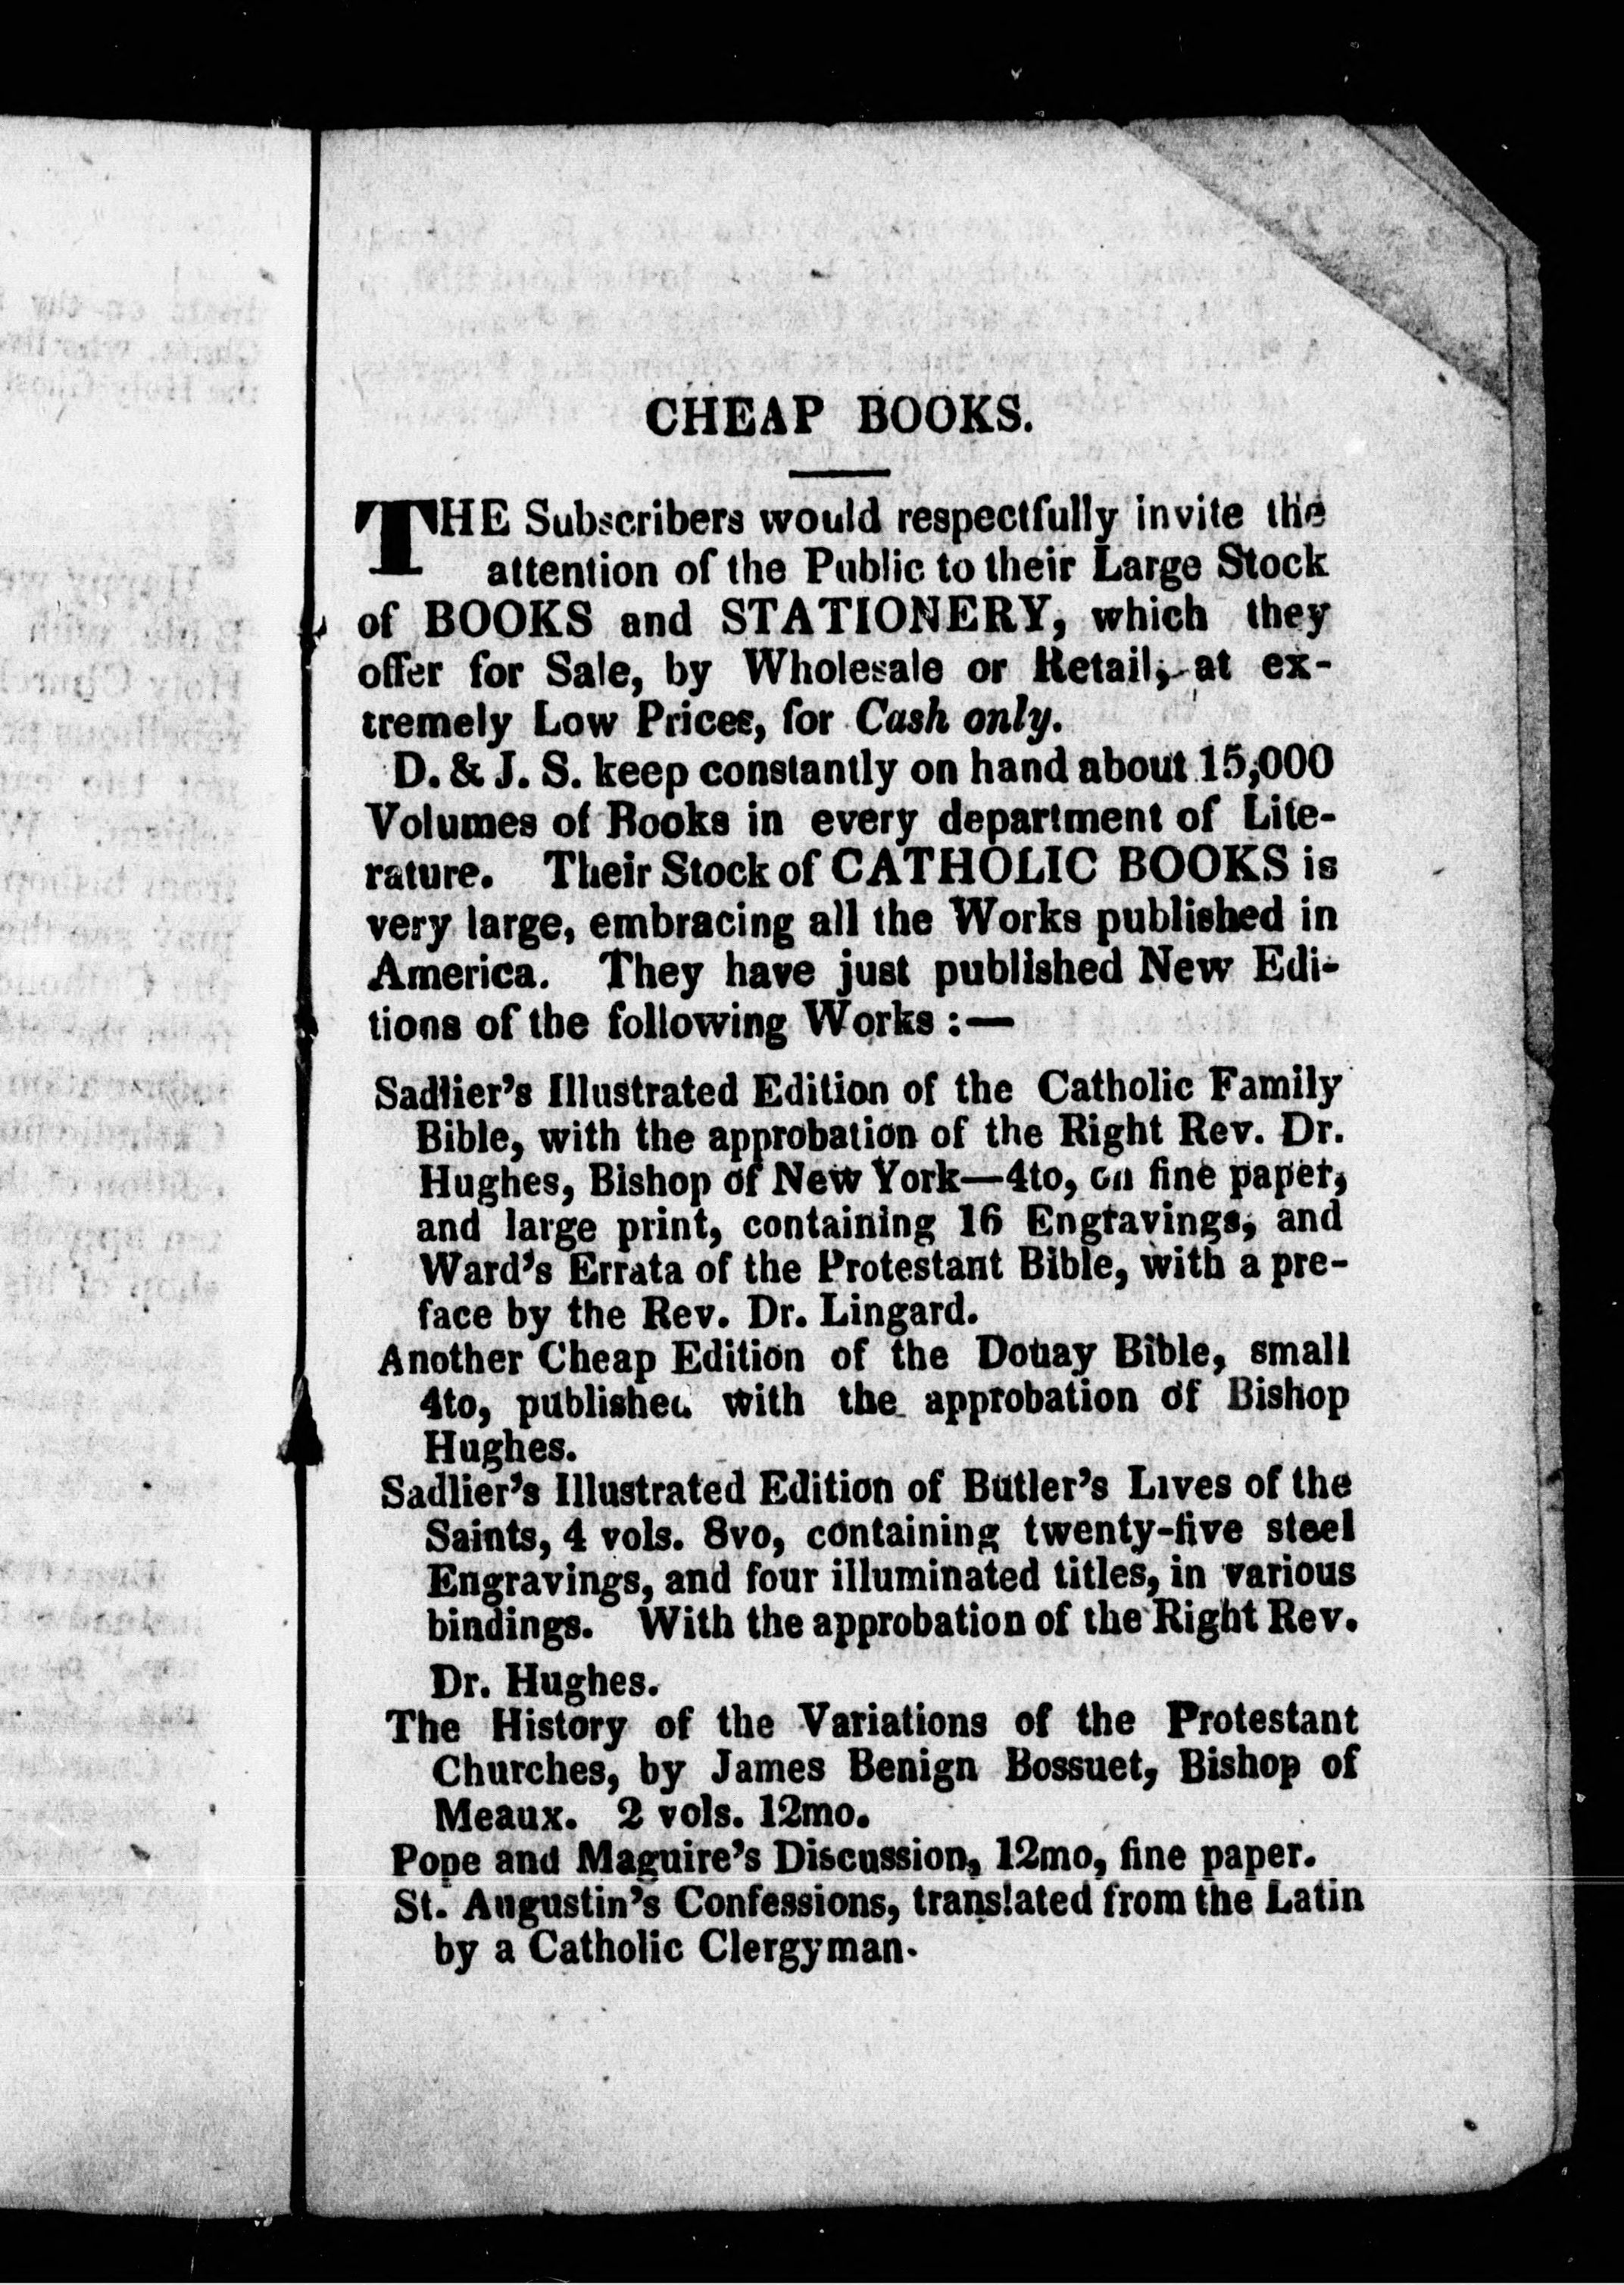 CHEAP BOOKS.
THE Subscribers would respectfully invite the
attention of the Public to their Large Stock
of BOOKS and STATIONERY, which they
offer for Sale, by Wholesale or Retail, at ex-
tremely Low Prices, for Cash only.
D. & J. S. keep constantly on hand about 15,000
Volumes of Books in every department of Lite-
rature. Their Stock of CATHOLIC BOOKS is
very large, embracing all the Works published in
America. They have just published New Edi-
tions of the following Works :—
Sadlier's Illustrated Edition of the Catholic Family
Bible, with the approbation of the Right Rev. Dr.
Hughes, Bishop of New York—4to, on fine paper,
and large print, containing 16 Engravings, and
Ward's Errata of the Protestant Bible, with a pre-
face by the Rev. Dr. Lingard.
Another Cheap Edition of the Douay Bible, small
4to, published with the approbation of Bishop
Hughes.
Sadlier's Illustrated Edition of Butler's Lives of the
Saints, 4 vols. 8vo, containing twenty-five steel
Engravings, and four illuminated titles, in various
bindings. With the approbation of the Right Rev.
Dr. Hughes.
The History of the Variations of the Protestant
Churches, by James Benign Bossuet, Bishop of
Meaux. 2 vols. 12mo.
Pope and Maguire's Discussion, 12mo, fine paper.
St. Augustin's Confessions, translated from the Latin
by a Catholic Clergyman.